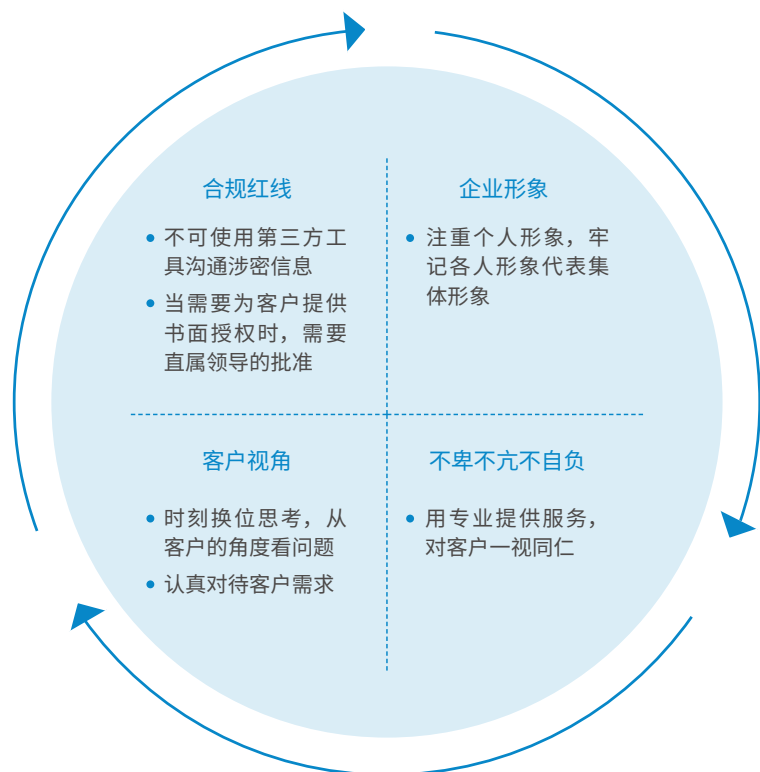 合规红线
不可使用第三方工
具沟通涉密信息
当需要为客户提供
书面授权时，需要
直属领导的批准
企业形象
注重个人形象，牢
记各人形象代表集
体形象
客户视角
时刻换位思考，从
客户的角度看问题
认真对待客户需求
不卑不亢不自负
用专业提供服务，
对客户一视同仁